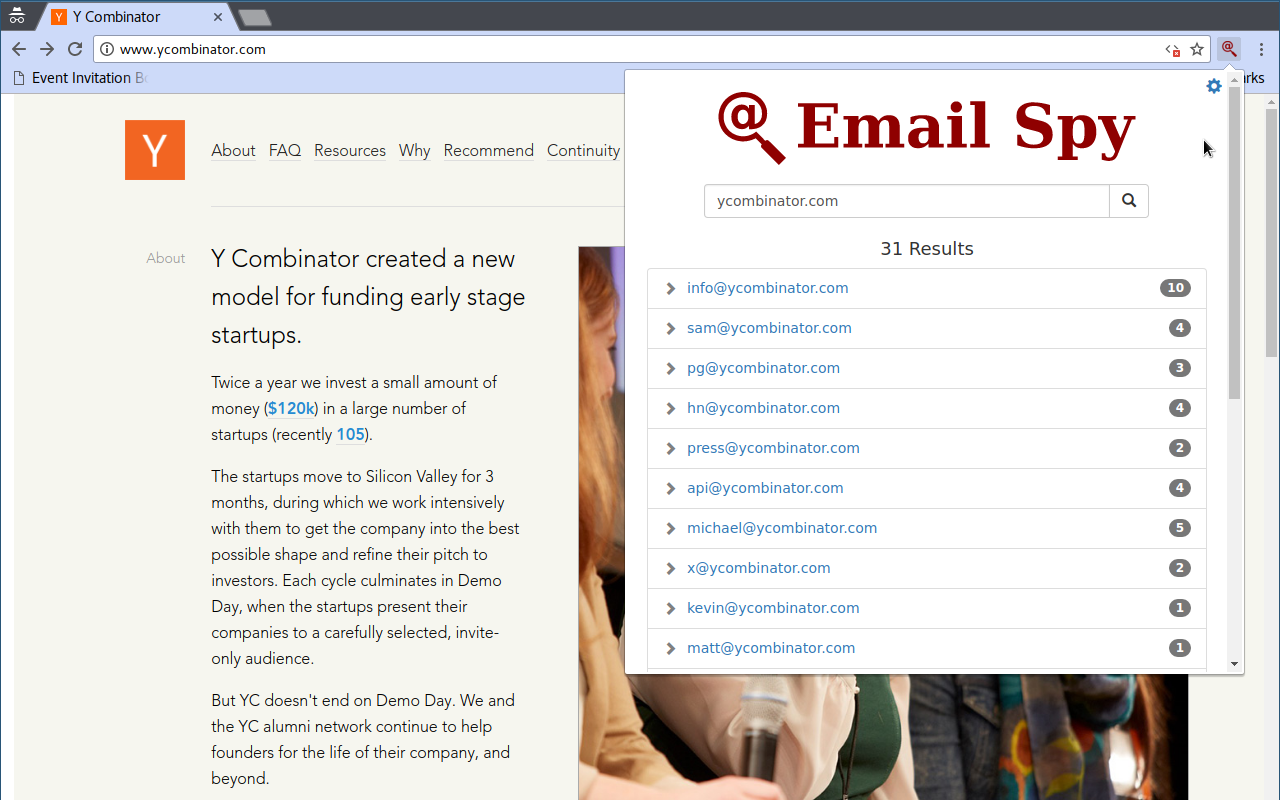 Y Combinator
www.ycombinator.com
Event Invitation
rks
Y
About FAQ Resources Why Recommend Continuity
About
Y Combinator created a new
model for funding early stage
startups.
Twice a year we invest a small amount of
money ($120k) in a large number of
startups (recently 105).
The startups move to Silicon Valley for 3
months, during which we work intensively
with them to get the company into the best
possible shape and refine their pitch to
investors. Each cycle culminates in Demo
Day, when the startups present their
companies to a carefully selected, invite-
only audience.
But YC doesn't end on Demo Day. We and
the YC alumni network continue to help
founders for the life of their company, and
beyond.
@ Email Spy
ycombinator.com
31 Results
info@ycombinator.com 10
sam@ycombinator.com 4
pg@ycombinator.com 3
hn@ycombinator.com 4
press@ycombinator.com 2
api@ycombinator.com 4
michael@ycombinator.com 5
x@ycombinator.com 2
kevin@ycombinator.com 1
matt@ycombinator.com 1